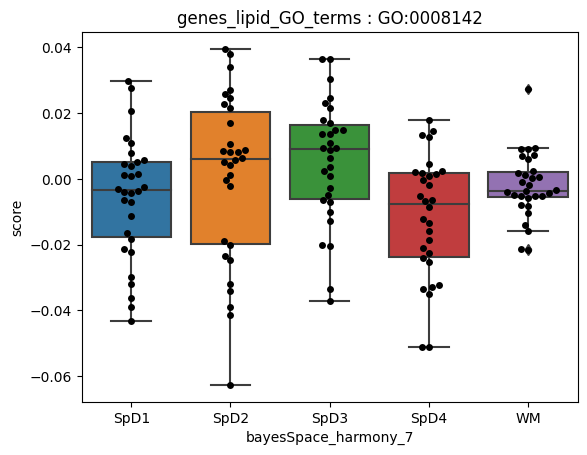 genes_lipid_GO_terms : GO:0008142
0.04
0.02
0.00
−0.02
−0.04
−0.06
score
SpD1 SpD2 SpD3 SpD4 WM
bayesSpace_harmony_7